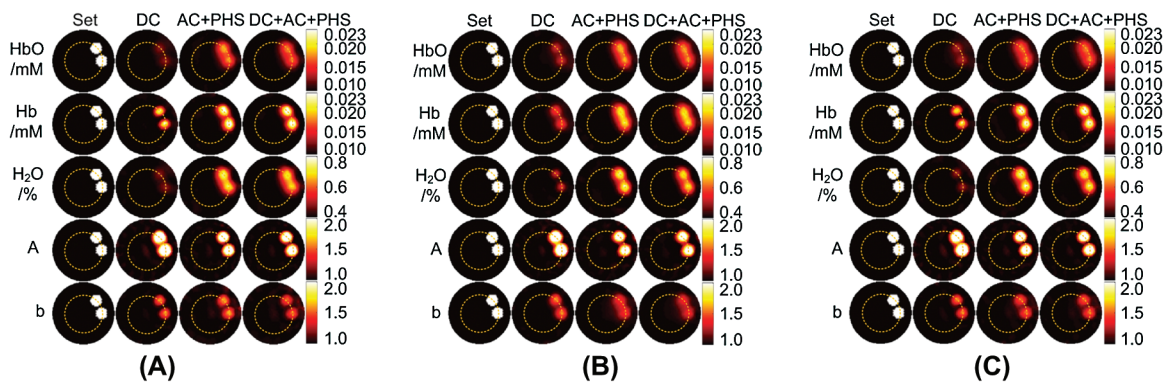 Set DC AC+PHS DC+AC+PHS
HbO /mM 0.023 0.020 0.015 0.010
Hb /mM 0.023 0.020 0.015 0.010
H₂O /% 0.8 0.6 0.4
A 2.0 1.5 1.0
b 2.0 1.5 1.0
(A)
Set DC AC+PHS DC+AC+PHS
HbO /mM 0.023 0.020 0.015 0.010
Hb /mM 0.023 0.020 0.015 0.010
H₂O /% 0.8 0.6 0.4
A 2.0 1.5 1.0
b 2.0 1.5 1.0
(B)
Set DC AC+PHS DC+AC+PHS
HbO /mM 0.023 0.020 0.015 0.010
Hb /mM 0.023 0.020 0.015 0.010
H₂O /% 0.8 0.6 0.4
A 2.0 1.5 1.0
b 2.0 1.5 1.0
(C)